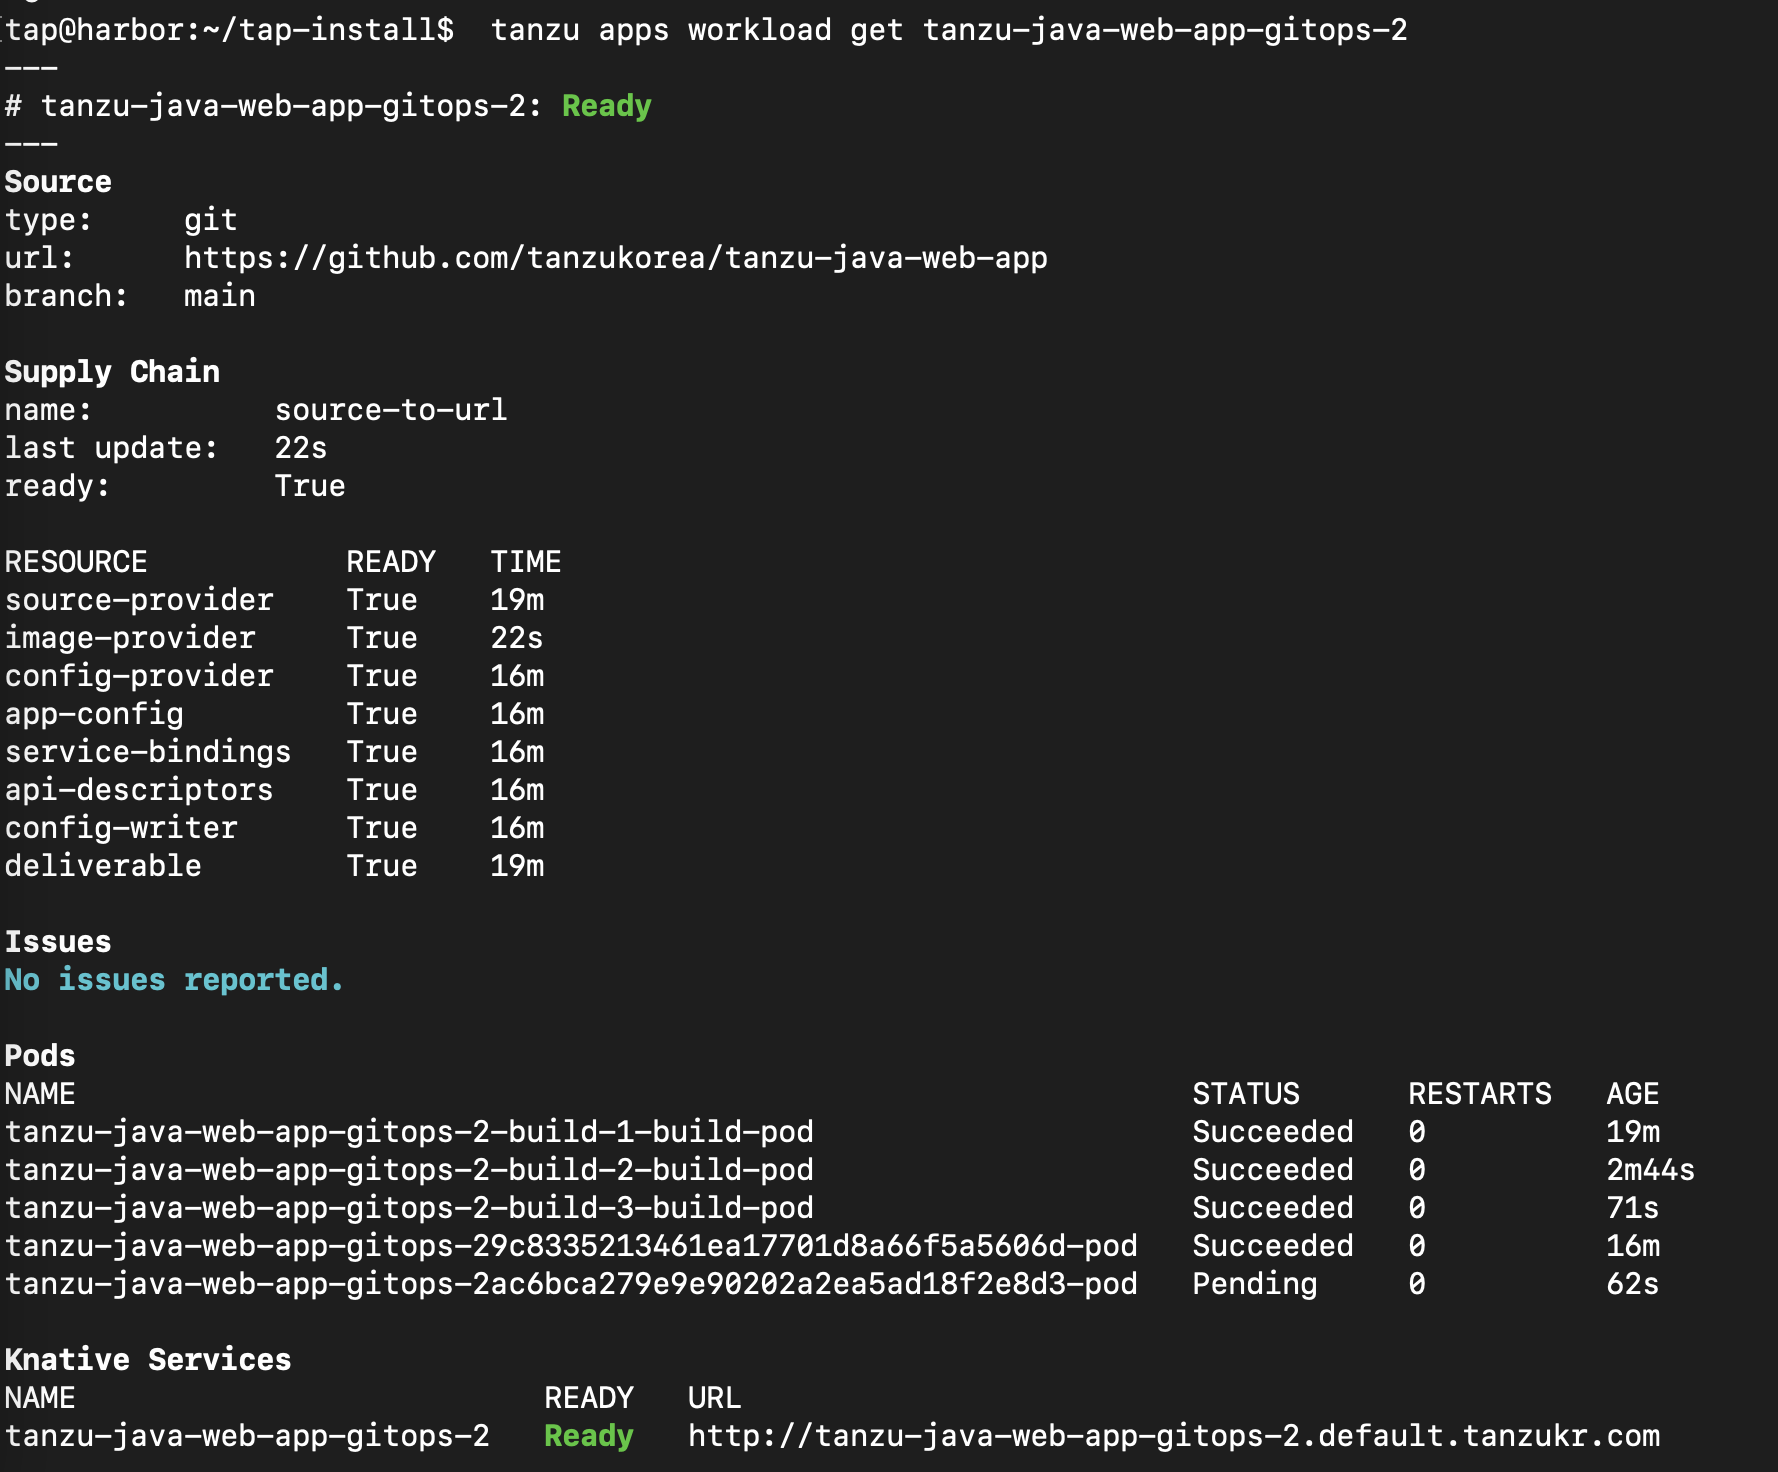 tap@harbor:~/tap-install$  tanzu apps workload get tanzu-java-web-app-gitops-2
---
# tanzu-java-web-app-gitops-2: Ready
---
Source
type:     git
url:      https://github.com/tanzukorea/tanzu-java-web-app
branch:   main
Supply Chain
name:          source-to-url
last update:   22s
ready:         True
RESOURCE           READY   TIME
source-provider    True    19m
image-provider     True    22s
config-provider    True    16m
app-config         True    16m
service-bindings   True    16m
api-descriptors    True    16m
config-writer      True    16m
deliverable        True    19m
Issues
No issues reported.
Pods
NAME                                                              STATUS      RESTARTS   AGE
tanzu-java-web-app-gitops-2-build-1-build-pod                     Succeeded   0          19m
tanzu-java-web-app-gitops-2-build-2-build-pod                     Succeeded   0          2m44s
tanzu-java-web-app-gitops-2-build-3-build-pod                     Succeeded   0          71s
tanzu-java-web-app-gitops-29c8335213461ea17701d8a66f5a5606d-pod   Succeeded   0          16m
tanzu-java-web-app-gitops-2ac6bca279e9e90202a2ea5ad18f2e8d3-pod   Pending     0          62s
Knative Services
NAME                          READY   URL
tanzu-java-web-app-gitops-2   Ready   http://tanzu-java-web-app-gitops-2.default.tanzukr.com